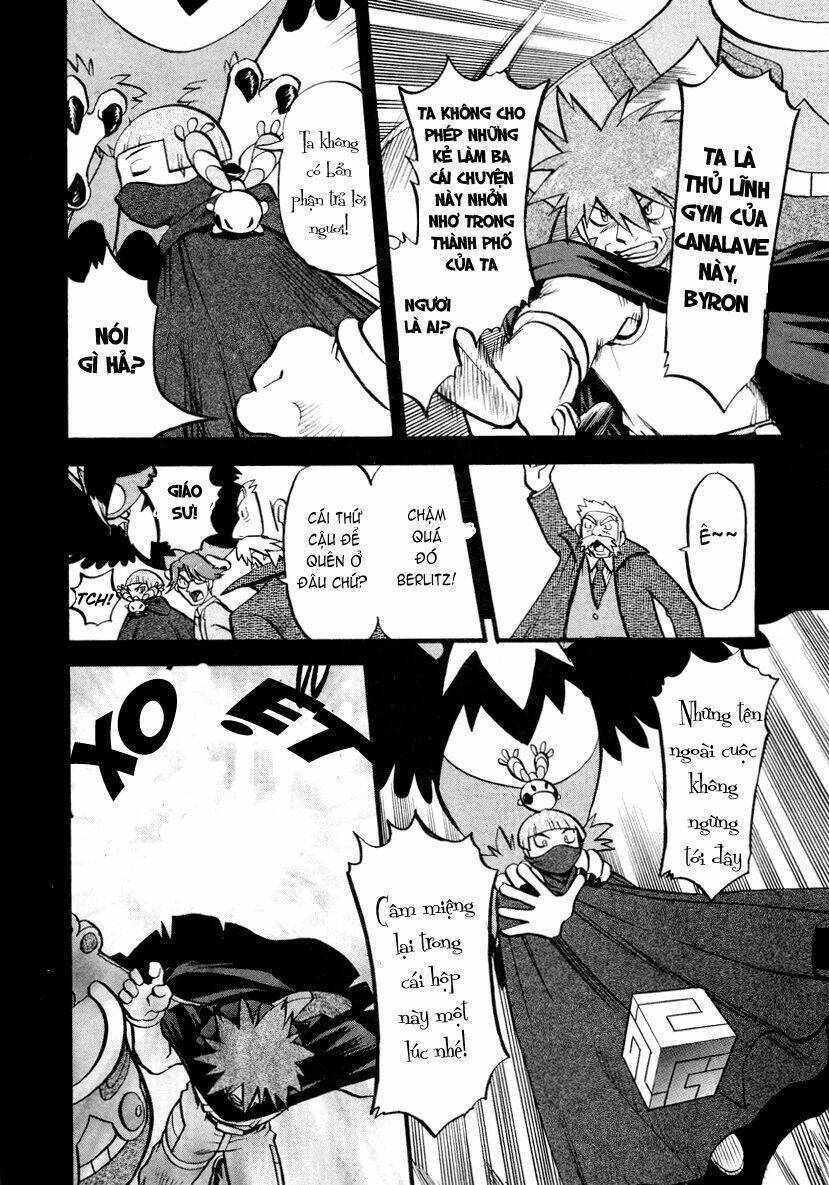 TA LÀ
THỦ LĨNH
GYM CỦA
CANALAVE
NÀY,
BYRON
TA KHÔNG CHO
PHÉP NHỮNG
KẺ LÀM BA
CÁI CHUYỆN
NÀY NHỞN
NHƠ TRONG
THÀNH PHỐ
CỦA TA
NGƯƠI
LÀ AI?
Ta không
có bổn
phận trả lời
ngươi!
NÓI
GÌ HẢ?
Ê~~
CHẬM
QUÁ
ĐÓ
BERLITZ!
CÁI THỨ
CẬU ĐỂ
QUÊN Ở
ĐÂU CHỨ?
GIÁO
SƯ!
TCH!
Những tên
ngoài cuộc
không
ngừng
tới đây
Câm miệng
lại trong
cái hộp
này một
lúc nhé!
XOẸT